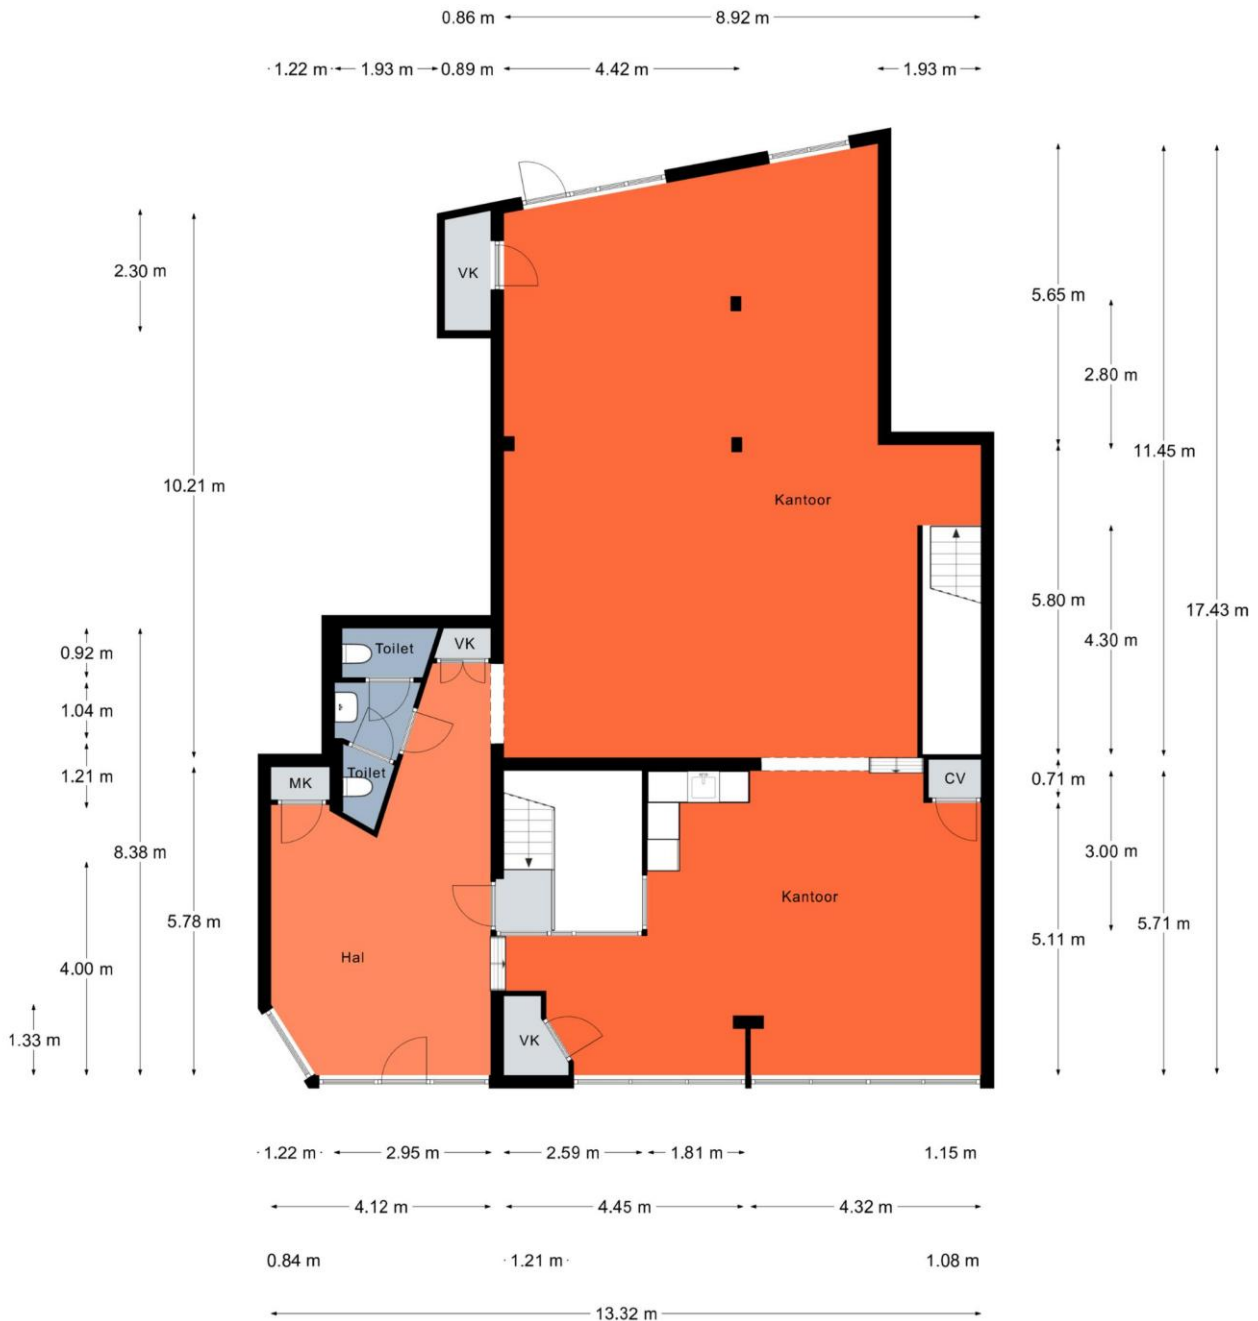 0.86 m 8.92 m
1.22 m 1.93 m 0.89 m 4.42 m 1.93 m
2.30 m
VK
5.65 m
2.80 m
11.45 m
10.21 m
Kantoor
5.80 m
17.43 m
4.30 m
0.92 m
Toilet
VK
1.04 m
1.21 m
Toilet
MK
0.71 m
CV
8.38 m
3.00 m
5.78 m
Kantoor
5.71 m
5.11 m
4.00 m
Hal
1.33 m
VK
1.22 m 2.95 m 2.59 m 1.81 m 1.15 m
4.12 m 4.45 m 4.32 m
0.84 m 1.21 m 1.08 m
13.32 m